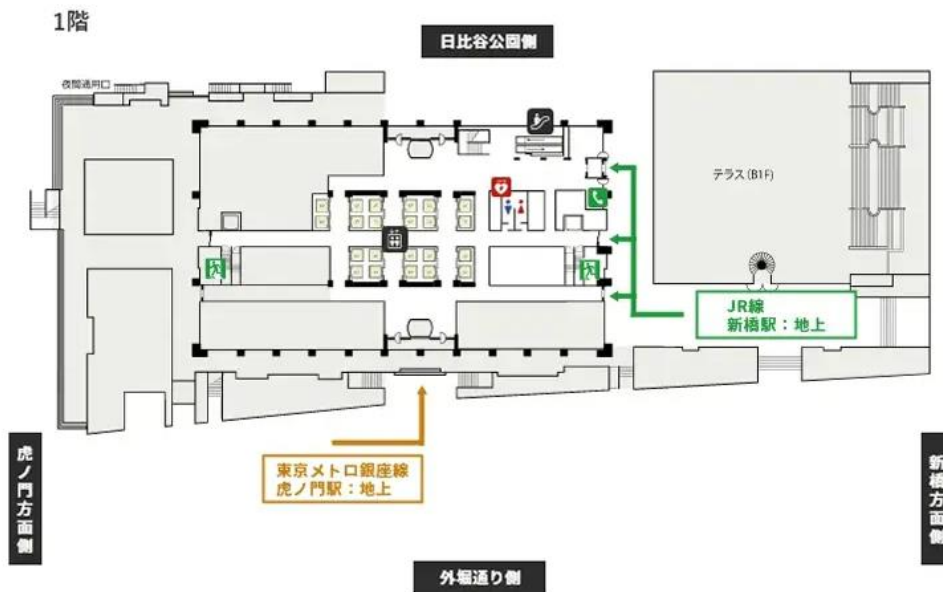 1階
日比谷公園側
夜間通用口
テラス(B1F)
JR線
新橋駅：地上
東京メトロ銀座線
虎ノ門駅：地上
虎ノ門方面側
新橋方面側
外堀通り側